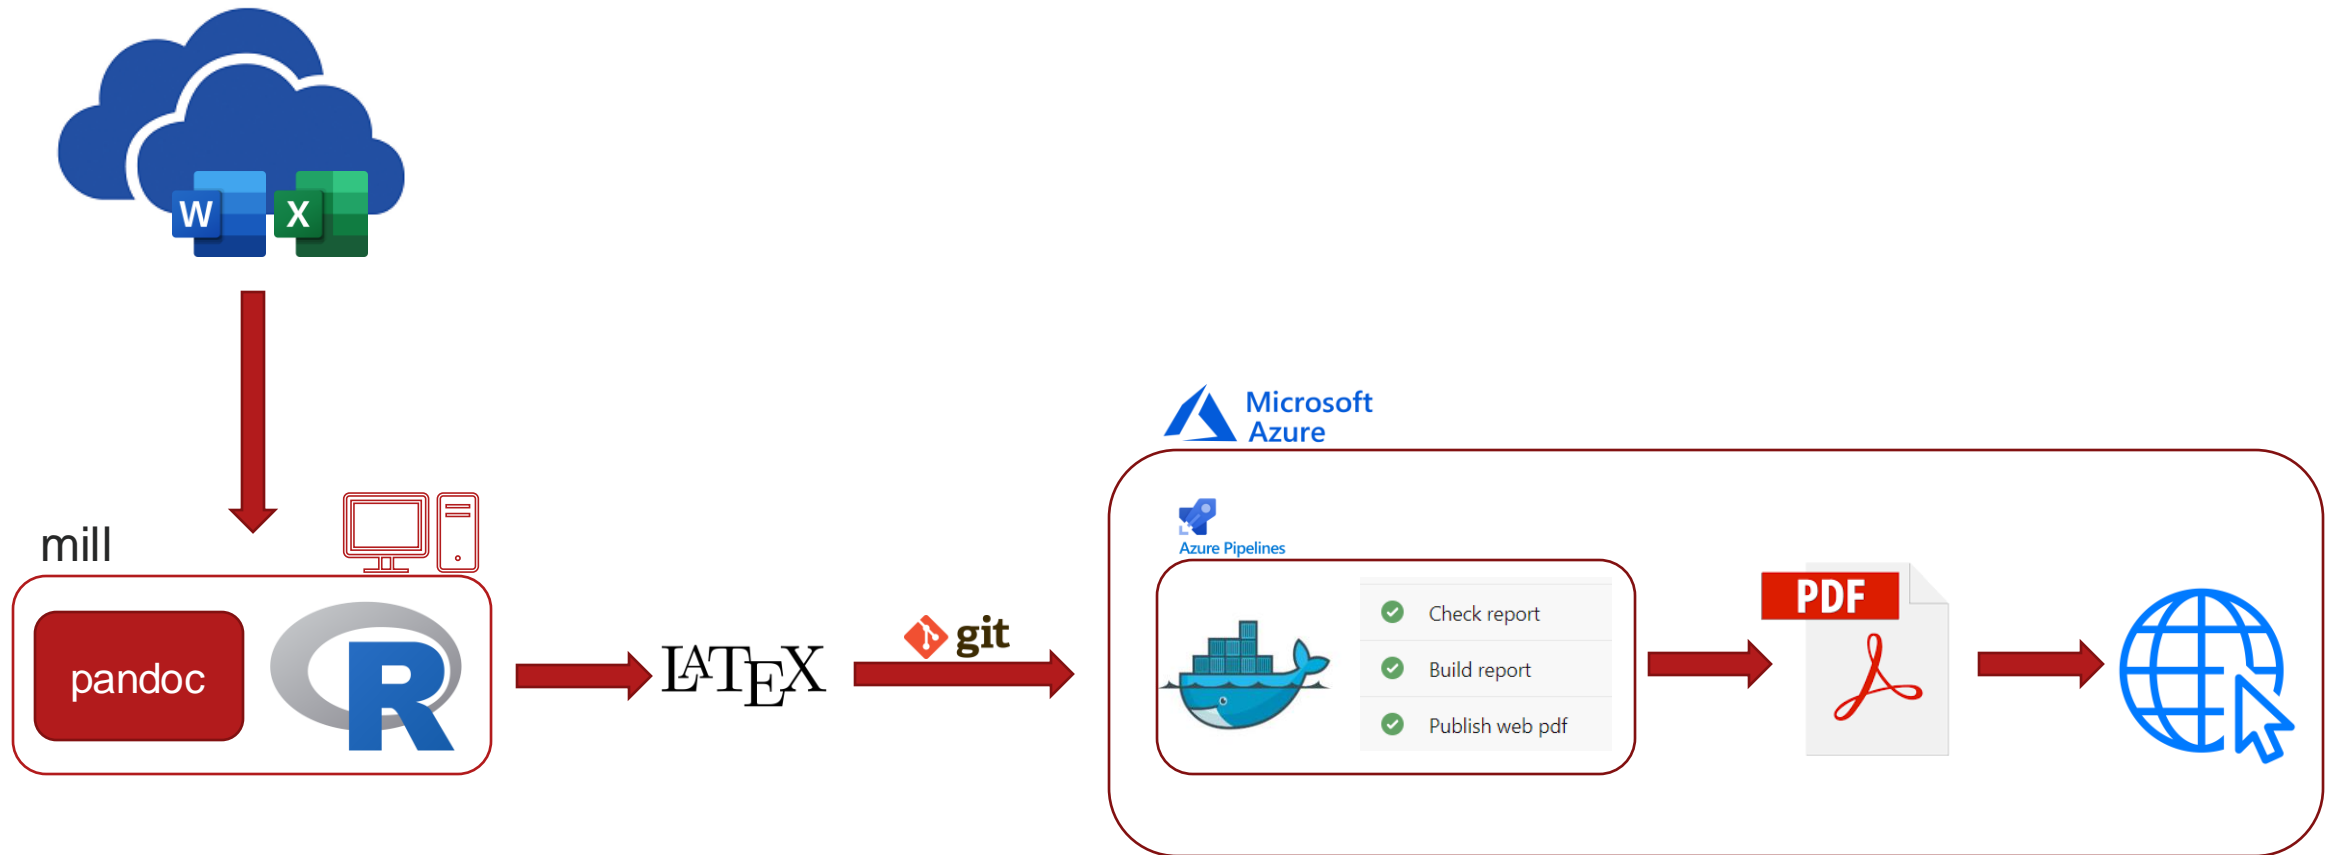 W X
mill
pandoc
R
LATEX
git
Microsoft
Azure
Azure Pipelines
Check report
Build report
Publish web pdf
PDF